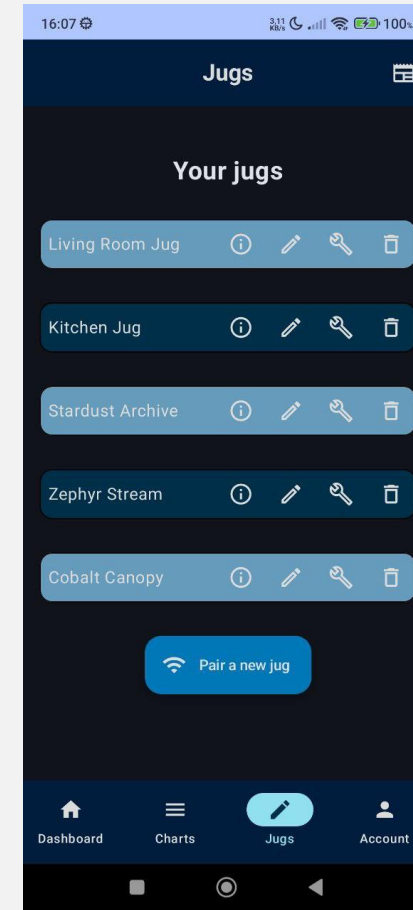 16:07
3,11 KB/s 100%
Jugs
Your jugs
Living Room Jug
Kitchen Jug
Stardust Archive
Zephyr Stream
Cobalt Canopy
Pair a new jug
Dashboard Charts Jugs Account